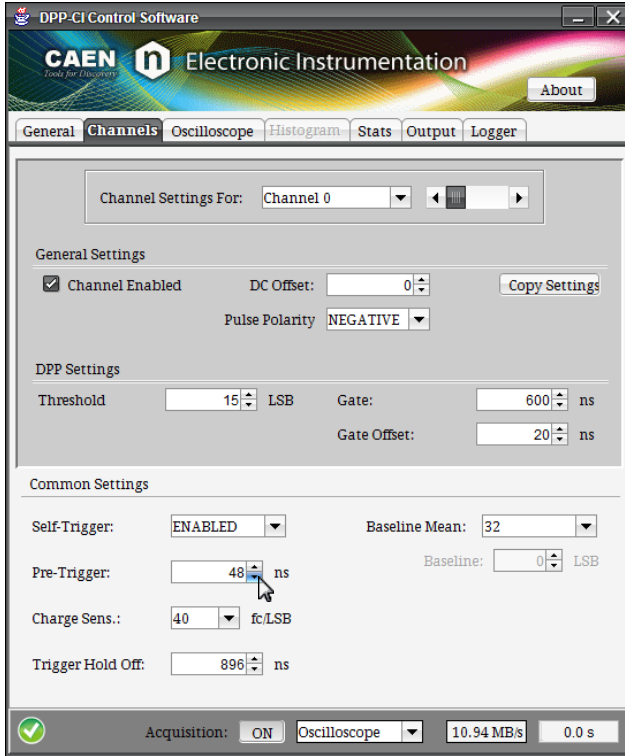 DPP-CI Control Software
CAEN n Electronic Instrumentation
Tools for Discovery
About
General Channels Oscilloscope Histogram Stats Output Logger
Channel Settings For: Channel 0
General Settings
Channel Enabled DC Offset: 0 Copy Settings
Pulse Polarity NEGATIVE
DPP Settings
Threshold 15 LSB Gate: 600 ns
Gate Offset: 20 ns
Common Settings
Self-Trigger: ENABLED Baseline Mean: 32
Baseline: 0 LSB
Pre-Trigger: 48 ns
Charge Sens.: 40 fc/LSB
Trigger Hold Off: 896 ns
Acquisition: ON Oscilloscope 10.94 MB/s 0.0 s